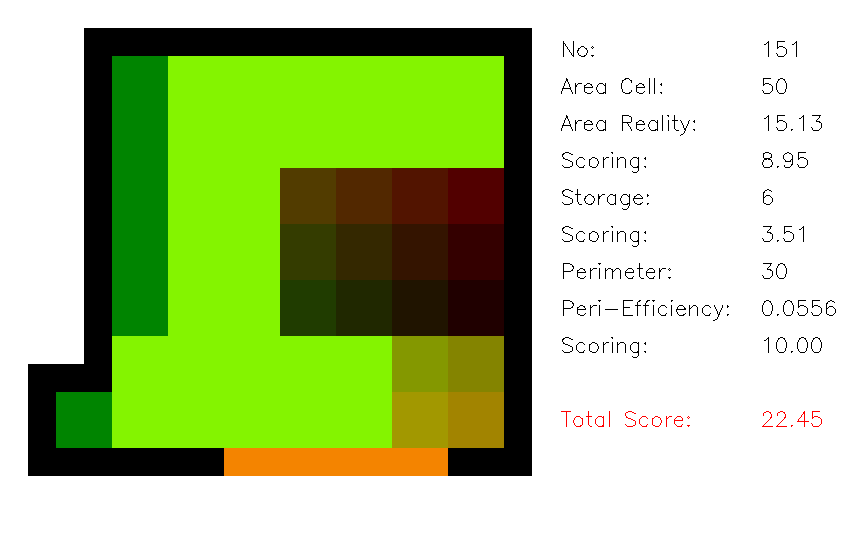 No: 151
Area Cell: 50
Area Reality: 15.13
Scoring: 8.95
Storage: 6
Scoring: 3.51
Perimeter: 30
Peri-Efficiency: 0.0556
Scoring: 10.00
Total Score: 22.45